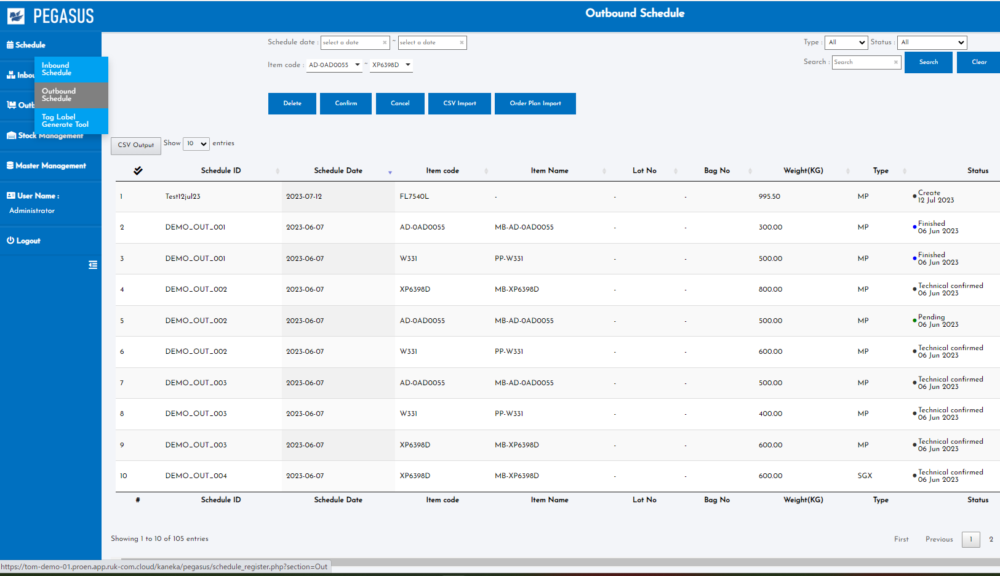 PEGASUS
Outbound Schedule
Schedule
Inbound
Schedule
Outbound
Schedule
Tag Label
Generate Tool
Inbou
Outb
Stock Management
Master Management
User Name :
Administrator
Logout
Schedule date : select a date × ~ select a date ×
Type : All Status : All
Item code : AD-0AD0055 ~ XP6398D
Search : Search × Search Clear
Delete Confirm Cancel CSV Import Order Plan Import
CSV Output Show 10 entries
Schedule ID Schedule Date Item code Item Name Lot No Bag No Weight(KG) Type Status
1 Test12jul23 2023-07-12 FL7540L - - - 995.50 MP Create
12 Jul 2023
2 DEMO_OUT_001 2023-06-07 AD-0AD0055 MB-AD-0AD0055 - - 300.00 MP Finished
06 Jun 2023
3 DEMO_OUT_001 2023-06-07 W331 PP-W331 - - 500.00 MP Finished
06 Jun 2023
4 DEMO_OUT_002 2023-06-07 XP6398D MB-XP6398D - - 800.00 MP Technical confirmed
06 Jun 2023
5 DEMO_OUT_002 2023-06-07 AD-0AD0055 MB-AD-0AD0055 - - 500.00 MP Pending
06 Jun 2023
6 DEMO_OUT_002 2023-06-07 W331 PP-W331 - - 600.00 MP Technical confirmed
06 Jun 2023
7 DEMO_OUT_003 2023-06-07 AD-0AD0055 MB-AD-0AD0055 - - 500.00 MP Technical confirmed
06 Jun 2023
8 DEMO_OUT_003 2023-06-07 W331 PP-W331 - - 400.00 MP Technical confirmed
06 Jun 2023
9 DEMO_OUT_003 2023-06-07 XP6398D MB-XP6398D - - 600.00 MP Technical confirmed
06 Jun 2023
10 DEMO_OUT_004 2023-06-07 XP6398D MB-XP6398D - - 600.00 SGX Technical confirmed
06 Jun 2023
# Schedule ID Schedule Date Item code Item Name Lot No Bag No Weight(KG) Type Status
Showing 1 to 10 of 105 entries
First Previous 1 2
https://tom-demo-01.proen.app.ruk-com.cloud/kaneka/pegasus/schedule_register.php?section=Out